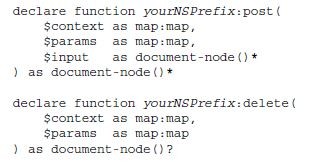 declare function yourNSPrefix:post(
    $context as map:map,
    $params  as map:map,
    $input   as document-node()*
) as document-node()*

declare function yourNSPrefix:delete(
    $context as map:map,
    $params  as map:map
) as document-node()?